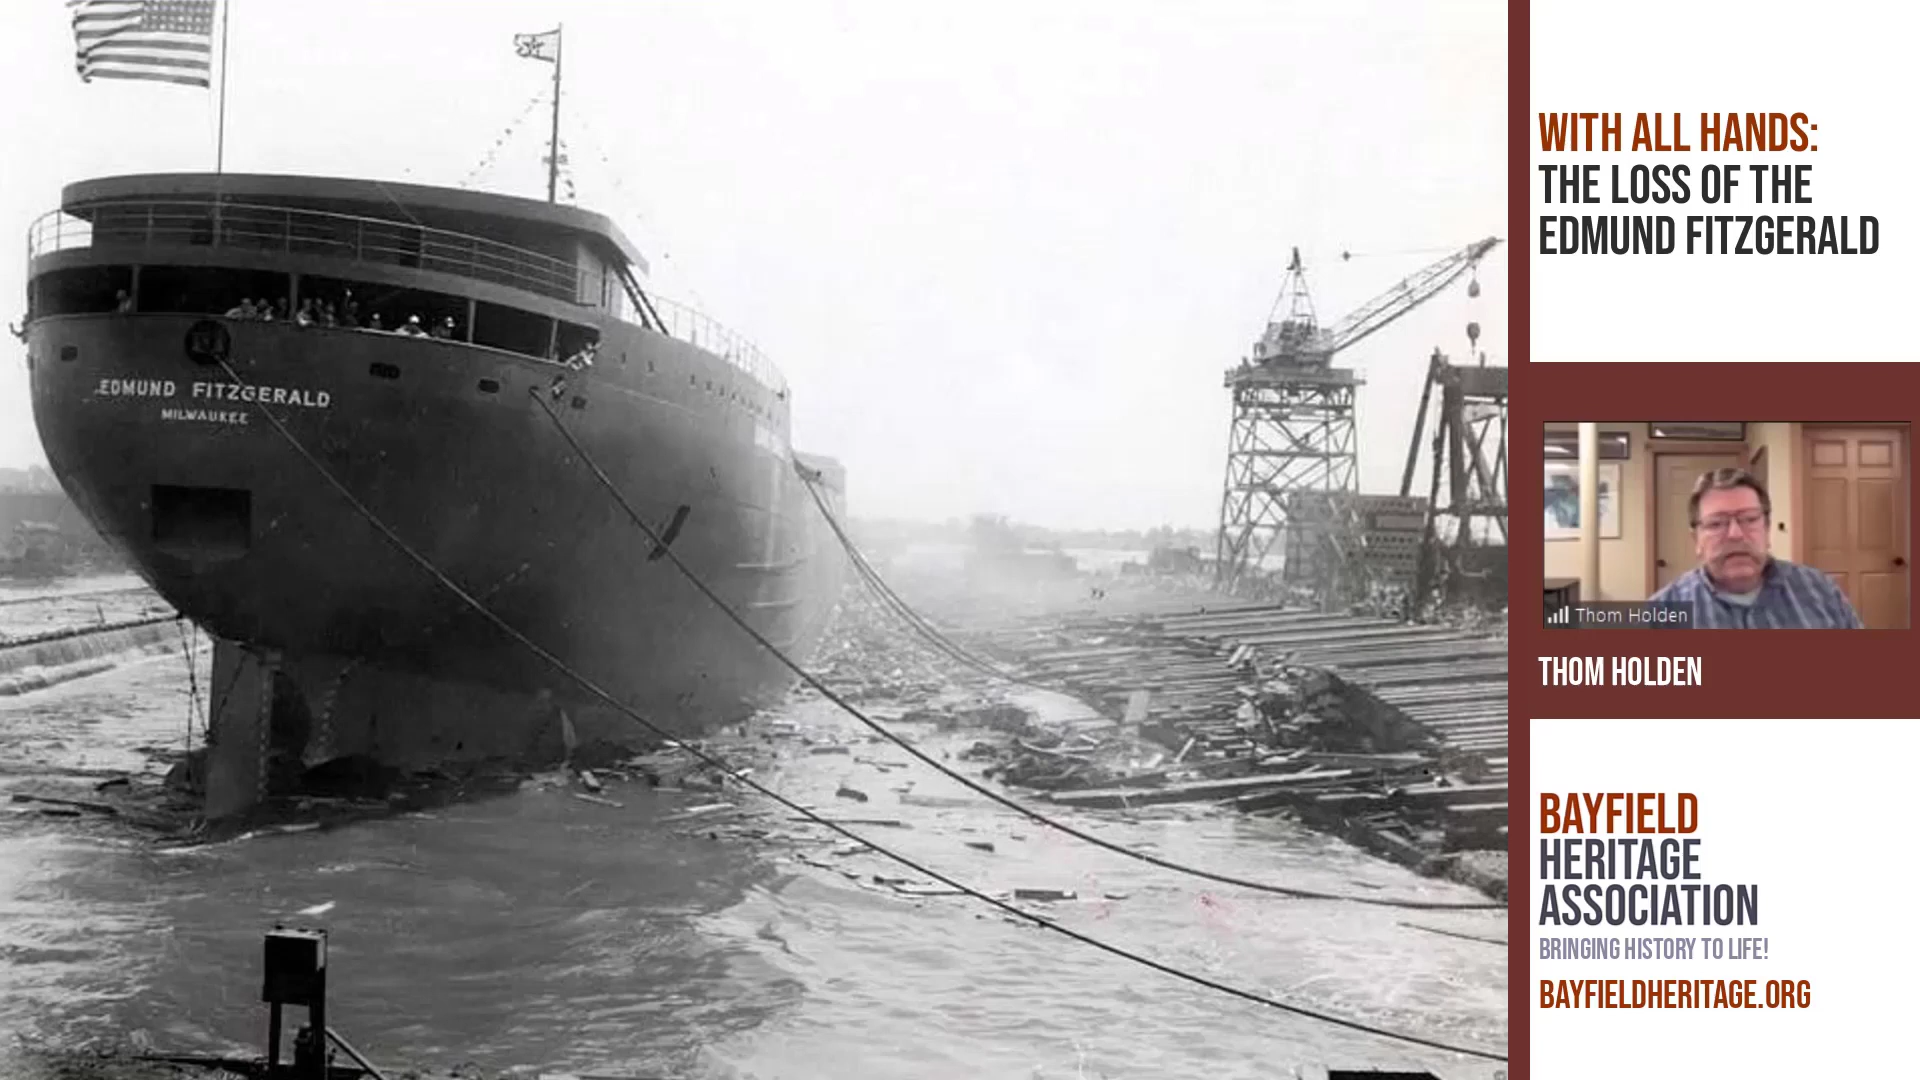 EDMUND FITZGERALD
MILWAUKEE
WITH ALL HANDS:
THE LOSS OF THE
EDMUND FITZGERALD
Thom Holden
THOM HOLDEN
BAYFIELD
HERITAGE
ASSOCIATION
BRINGING HISTORY TO LIFE!
BAYFIELDHERITAGE.ORG